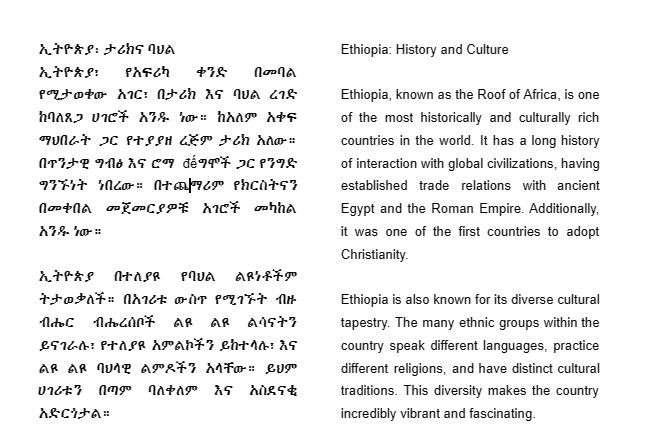 ኢትዮጵያ፡ ታሪክና ባህል
ኢትዮጵያ፣ የአፍሪካ ቀንድ በመባል
የሚታወቀው አገር፣ በታሪክ እና ባህል ረገድ
ከባለጸጋ ሀገሮች አንዱ ነው። ከአለም አቀፍ
ማህበራት ጋር የተያያዘ ረጅም ታሪክ አለው።
በጥንታዊ ግብፅ እና ሮማ ዘéግሞች ጋር የንግድ
ግንኙነት ነበረው። በተጨማሪም የክርስትናን
በመቀበል መጀመርያዎቹ አገሮች መካከል
አንዱ ነው።
ኢትዮጵያ በተለያዩ የባህል ልዩነቶችም
ትታወቃለች። በአገሪቱ ውስጥ የሚገኙት ብዙ
ብሔር ብሔረሰቦች ልዩ ልዩ ልሳናትን
ይናገራሉ፣ የተለያዩ አምልኮችን ይከተላሉ፣ እና
ልዩ ልዩ ባህላዊ ልምዶችን አላቸው። ይህም
ሀገሪቱን በጣም ባለቀለም እና አስደናቂ
አድርጎታል።
Ethiopia: History and Culture
Ethiopia, known as the Roof of Africa, is one
of the most historically and culturally rich
countries in the world. It has a long history
of interaction with global civilizations, having
established trade relations with ancient
Egypt and the Roman Empire. Additionally,
it was one of the first countries to adopt
Christianity.
Ethiopia is also known for its diverse cultural
tapestry. The many ethnic groups within the
country speak different languages, practice
different religions, and have distinct cultural
traditions. This diversity makes the country
incredibly vibrant and fascinating.